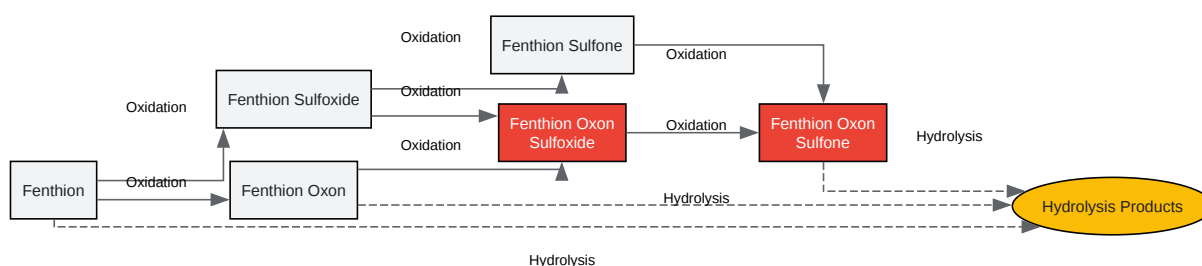 Oxidation
Fenthion Sulfone
Oxidation
Fenthion Sulfoxide
Oxidation
Oxidation
Fenthion Oxon
Sulfoxide
Oxidation
Fenthion Oxon
Sulfone
Hydrolysis
Oxidation
Fenthion
Oxidation
Fenthion Oxon
Hydrolysis
Hydrolysis Products
Hydrolysis